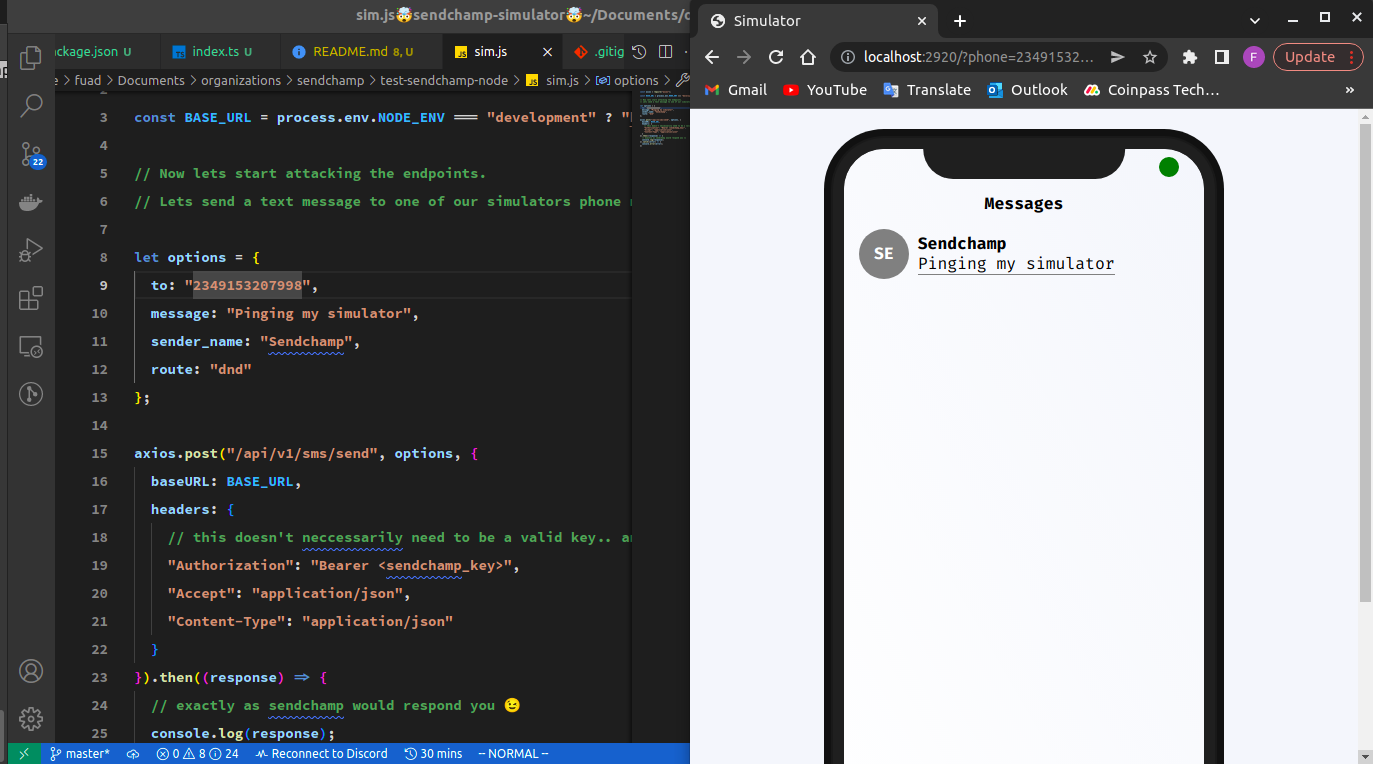 sim.js🤯sendchamp-simulator🤯~/Documents/
ckage.json U
index.ts U
README.md 8, U
sim.js
.gitig
e > fuad > Documents > organizations > sendchamp > test-sendchamp-node > sim.js > options >
2
3 const BASE_URL = process.env.NODE_ENV === "development" ? "
4
5 // Now lets start attacking the endpoints.
6 // Lets send a text message to one of our simulators phone
7
8 let options = {
9 to: "2349153207998",
10 message: "Pinging my simulator",
11 sender_name: "Sendchamp",
12 route: "dnd"
13 };
14
15 axios.post("/api/v1/sms/send", options, {
16 baseURL: BASE_URL,
17 headers: {
18 // this doesn't neccessarily need to be a valid key.. a
19 "Authorization": "Bearer <sendchamp_key>",
20 "Accept": "application/json",
21 "Content-Type": "application/json"
22 }
23 }).then((response) => {
24 // exactly as sendchamp would respond you 😉
25 console.log(response);
22
master*
0 8 24
Reconnect to Discord
30 mins
-- NORMAL --
Simulator
localhost:2920/?phone=23491532...
F
Update
Gmail
YouTube
Translate
Outlook
Coinpass Tech...
»
Messages
SE
Sendchamp
Pinging my simulator